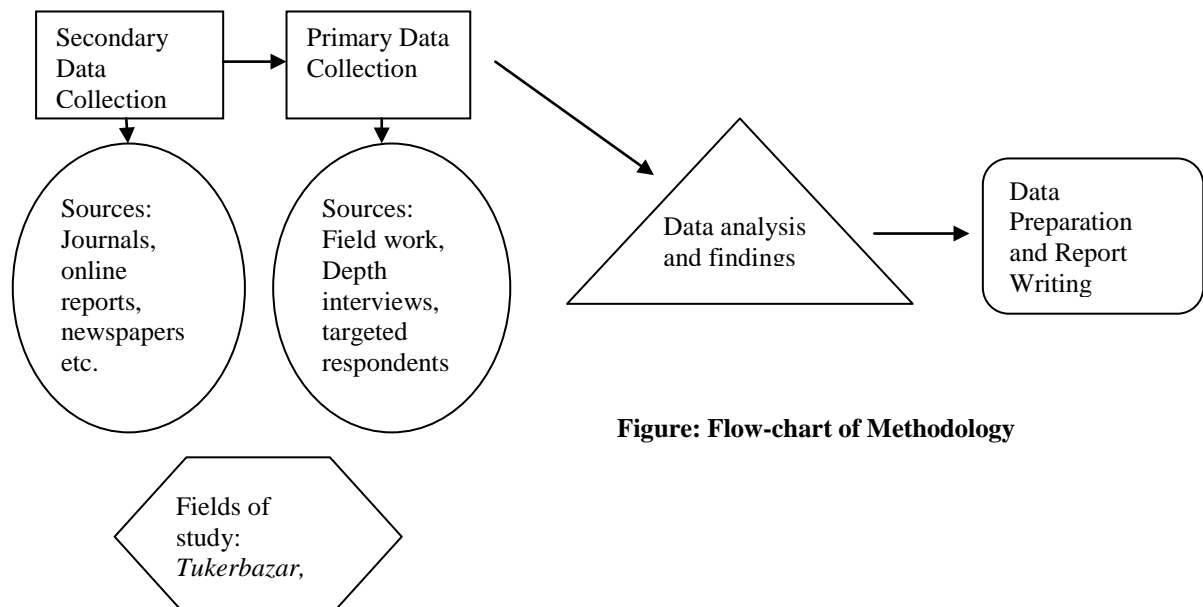 Secondary
Data
Collection
Primary Data
Collection
Sources:
Journals,
online
reports,
newspapers
etc.
Sources:
Field work,
Depth
interviews,
targeted
respondents
Data analysis
and findings
Data
Preparation
and Report
Writing
Figure: Flow-chart of Methodology
Fields of
study:
Tukerbazar,